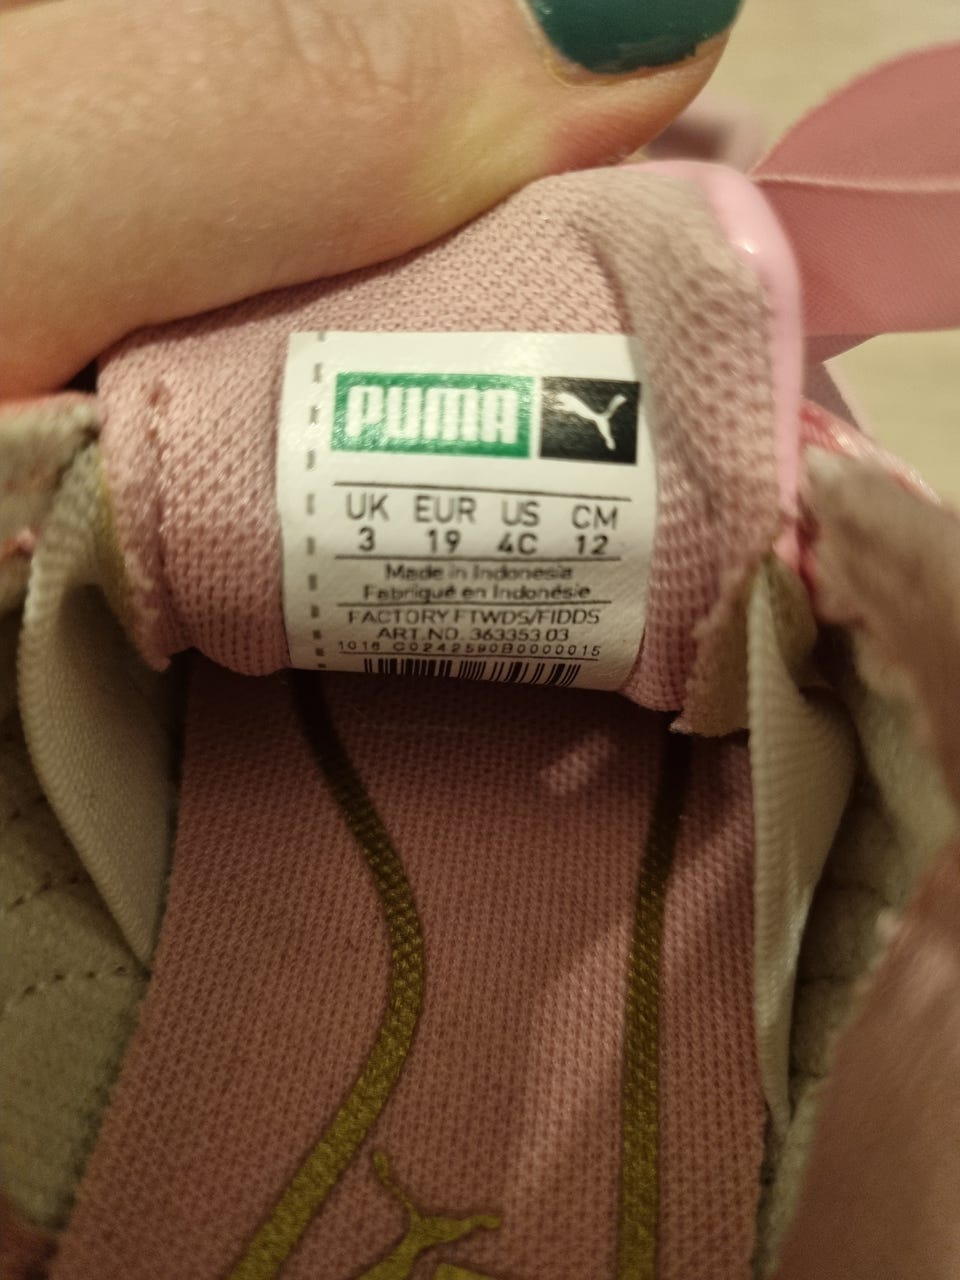 PUMA
UK EUR US CM
3 19 4C 12
Made in Indonesia
Fabriqué en Indonésie
FACTORY FTWDS/FIDDS
ART.NO. 363353 03
1016 C0242590B0000015